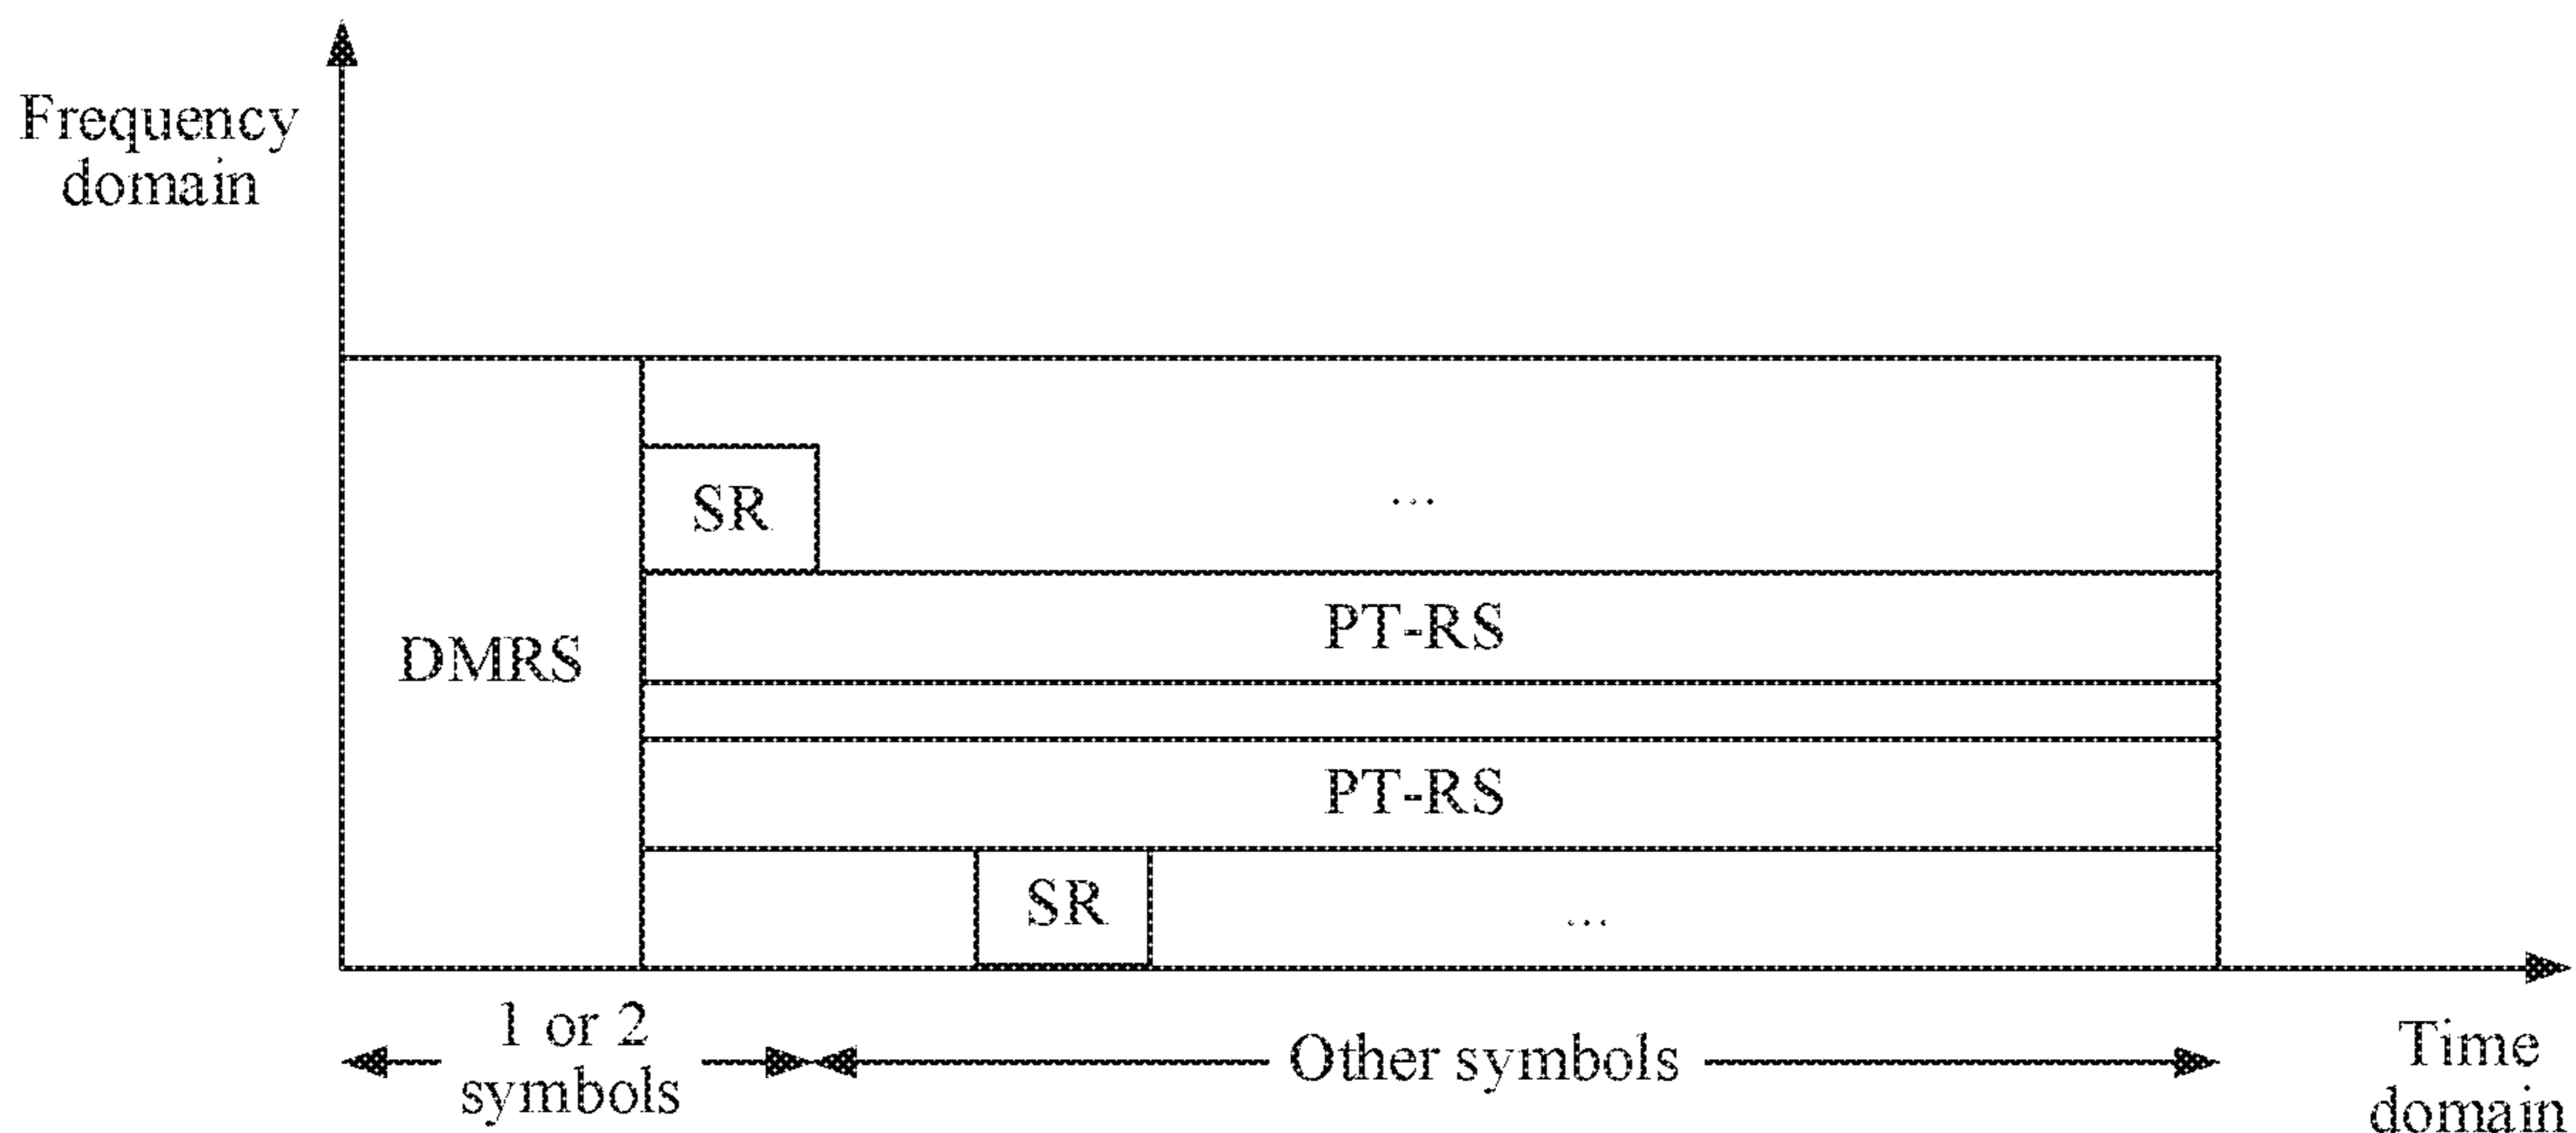 Frequency
domain
SR
...
PT-RS
DMRS
PT-RS
SR
...
1 or 2
symbols
Other symbols
Time
domain